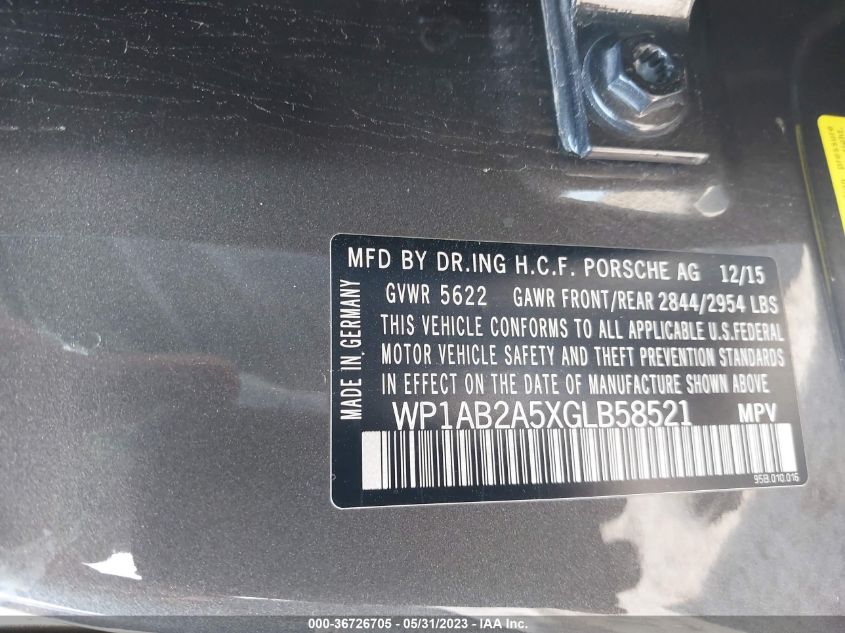 MFD BY DR.ING H.C.F. PORSCHE AG 12/15
GVWR 5622 GAWR FRONT/REAR 2844/2954 LBS
THIS VEHICLE CONFORMS TO ALL APPLICABLE U.S.FEDERAL
MOTOR VEHICLE SAFETY AND THEFT PREVENTION STANDARDS
IN EFFECT ON THE DATE OF MANUFACTURE SHOWN ABOVE
WP1AB2A5XGLB58521 MPV
95B.010.016
MADE IN GERMANY
pressure
000-36726705 - 05/31/2023 - IAA Inc.